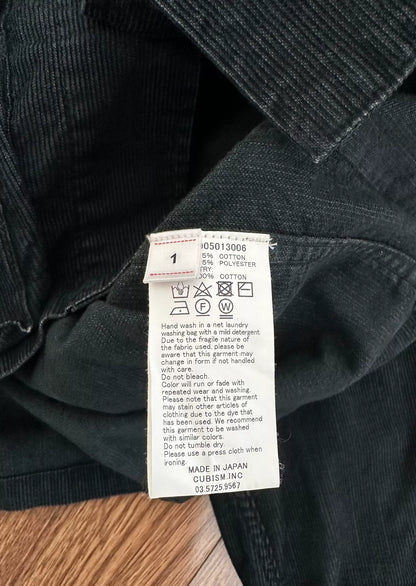 1
905013006
5% COTTON
5% POLYESTER
TRY
00% COTTON
F W
Hand wash in a net laundry
washing bag with a mild detergent.
Due to the fragile nature of
the fabric used, please be
aware that this garment may
change in form if not handled
with care.
Do not bleach.
Color will run or fade with
repeated wear and washing.
Please note that this garment
may stain other articles of
clothing due to the dye that
has been used. We recommend
this garment to be washed
with similar colors.
Do not tumble dry.
Please use a press cloth when
ironing.
MADE IN JAPAN
CUBISM.INC
03.5725.9567